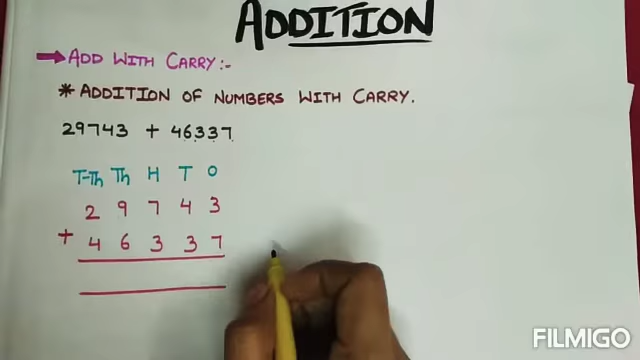 ADDITION
➡ ADD WITH CARRY:-
* ADDITION OF NUMBERS WITH CARRY.
29743 + 46337
T-Th Th H T O
2 9 7 4 3
+ 4 6 3 3 7
FILMIGO